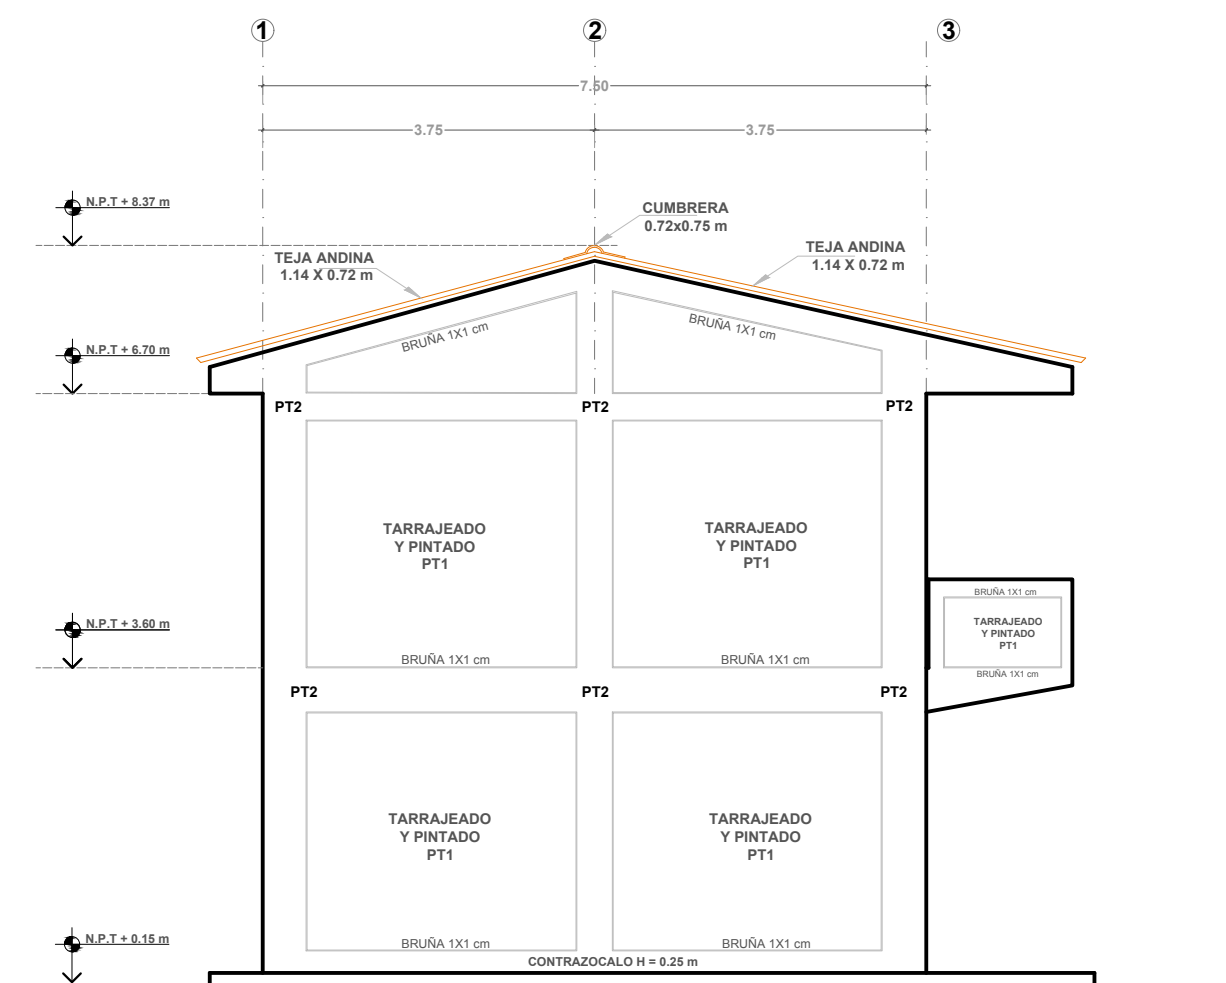 1
2
3
7.50
3.75
3.75
N.P.T + 8.37 m
CUMBRERA
0.72x0.75 m
TEJA ANDINA
1.14 X 0.72 m
TEJA ANDINA
1.14 X 0.72 m
BRUÑA 1X1 cm
BRUÑA 1X1 cm
N.P.T + 6.70 m
PT2
PT2
PT2
TARRAJEADO
Y PINTADO
PT1
TARRAJEADO
Y PINTADO
PT1
BRUÑA 1X1 cm
TARRAJEADO
Y PINTADO
PT1
BRUÑA 1X1 cm
N.P.T + 3.60 m
BRUÑA 1X1 cm
BRUÑA 1X1 cm
PT2
PT2
PT2
TARRAJEADO
Y PINTADO
PT1
TARRAJEADO
Y PINTADO
PT1
N.P.T + 0.15 m
BRUÑA 1X1 cm
BRUÑA 1X1 cm
CONTRAZOCALO H = 0.25 m